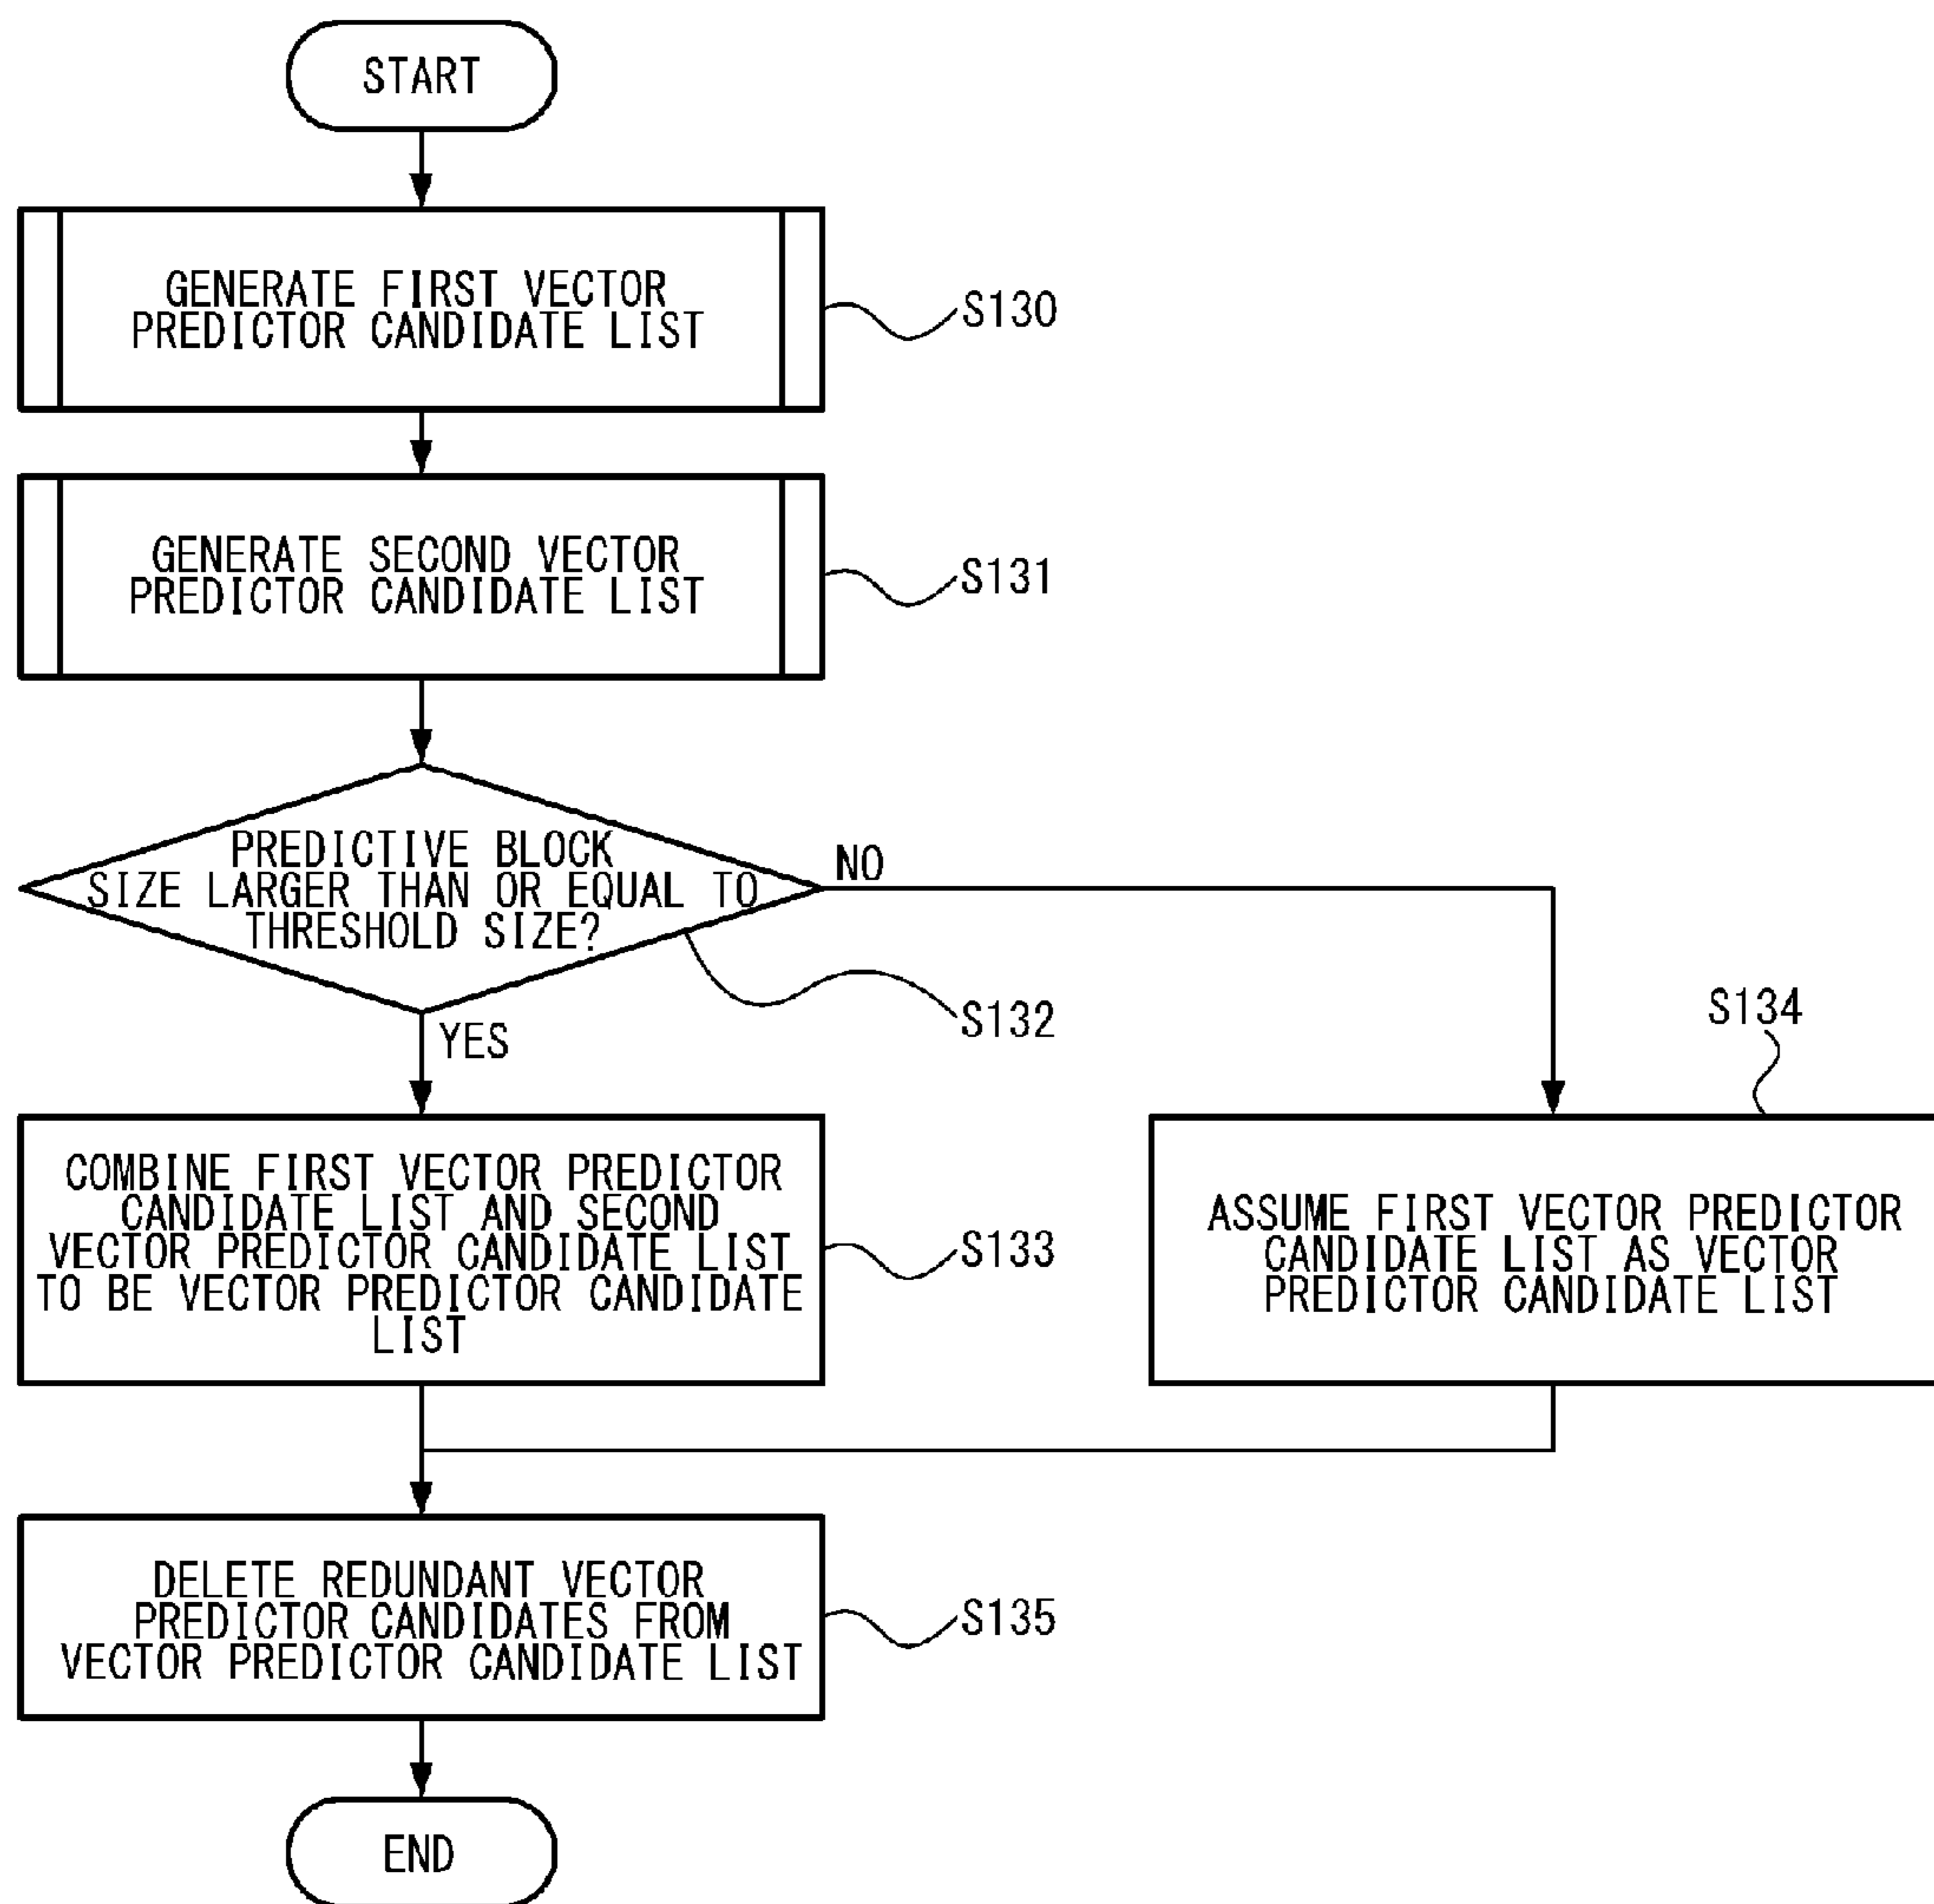 START
GENERATE FIRST VECTOR
PREDICTOR CANDIDATE LIST
S130
GENERATE SECOND VECTOR
PREDICTOR CANDIDATE LIST
S131
PREDICTIVE BLOCK
SIZE LARGER THAN OR EQUAL TO
THRESHOLD SIZE?
NO
S132
YES
S134
COMBINE FIRST VECTOR PREDICTOR
CANDIDATE LIST AND SECOND
VECTOR PREDICTOR CANDIDATE LIST
TO BE VECTOR PREDICTOR CANDIDATE
LIST
S133
ASSUME FIRST VECTOR PREDICTOR
CANDIDATE LIST AS VECTOR
PREDICTOR CANDIDATE LIST
DELETE REDUNDANT VECTOR
PREDICTOR CANDIDATES FROM
VECTOR PREDICTOR CANDIDATE LIST
S135
END